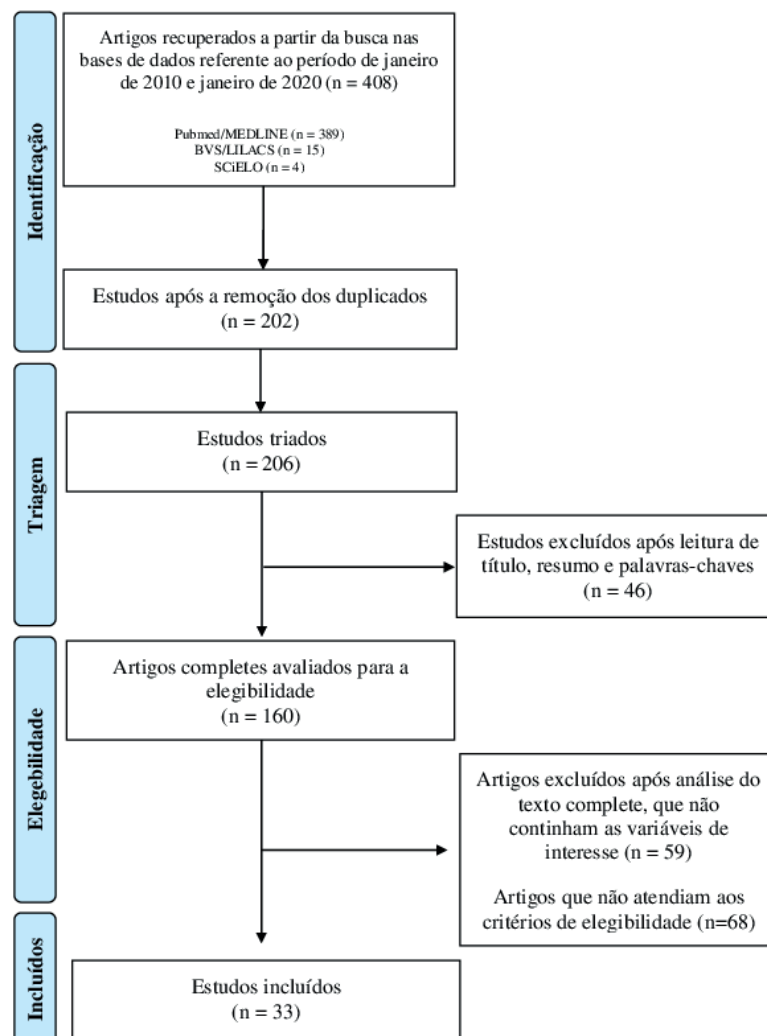 Identificação
Artigos recuperados a partir da busca nas
bases de dados referente ao período de janeiro
de 2010 e janeiro de 2020 (n = 408)
Pubmed/MEDLINE (n = 389)
BVS/LILACS (n = 15)
SCiELO (n = 4)
Estudos após a remoção dos duplicados
(n = 202)
Triagem
Estudos triados
(n = 206)
Estudos excluídos após leitura de
título, resumo e palavras-chaves
(n = 46)
Elegebilidade
Artigos completes avaliados para a
elegibilidade
(n = 160)
Artigos excluídos após análise do
texto complete, que não
continham as variáveis de
interesse (n = 59)
Artigos que não atendiam aos
critérios de elegibilidade (n=68)
Incluídos
Estudos incluídos
(n = 33)